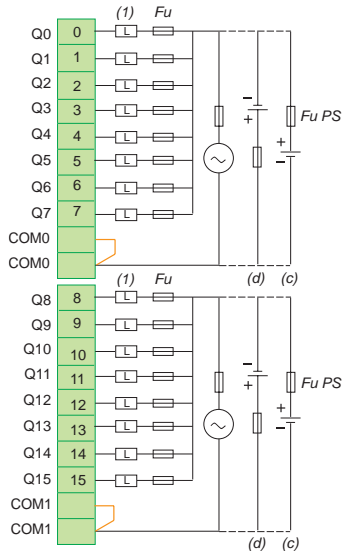 (1) Fu
Q0 0 L
Q1 1 L
Q2 2 L
Q3 3 L
Q4 4 L
Q5 5 L
Q6 6 L
Q7 7 L
– +
Fu PS
+ –
COM0
COM0
(d) (c)
(1) Fu
Q8 8 L
Q9 9 L
Q10 10 L
Q11 11 L
Q12 12 L
Q13 13 L
Q14 14 L
Q15 15 L
– +
Fu PS
+ –
COM1
COM1
(d) (c)